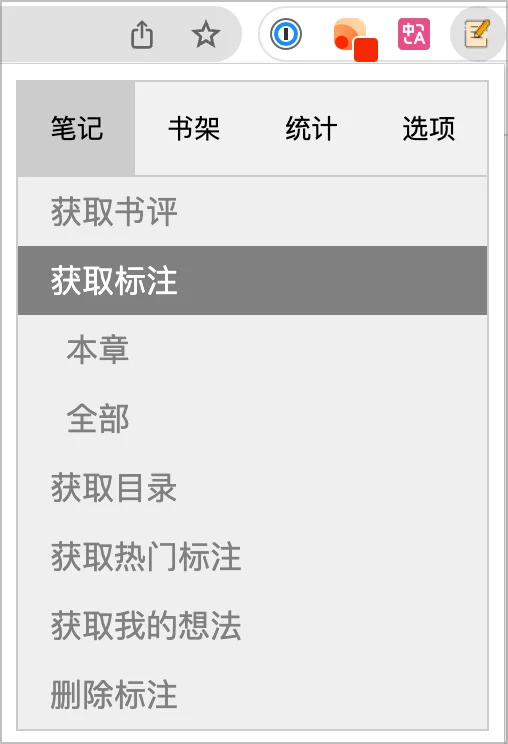 中A
笔记 书架 统计 选项
获取书评
获取标注
本章
全部
获取目录
获取热门标注
获取我的想法
删除标注